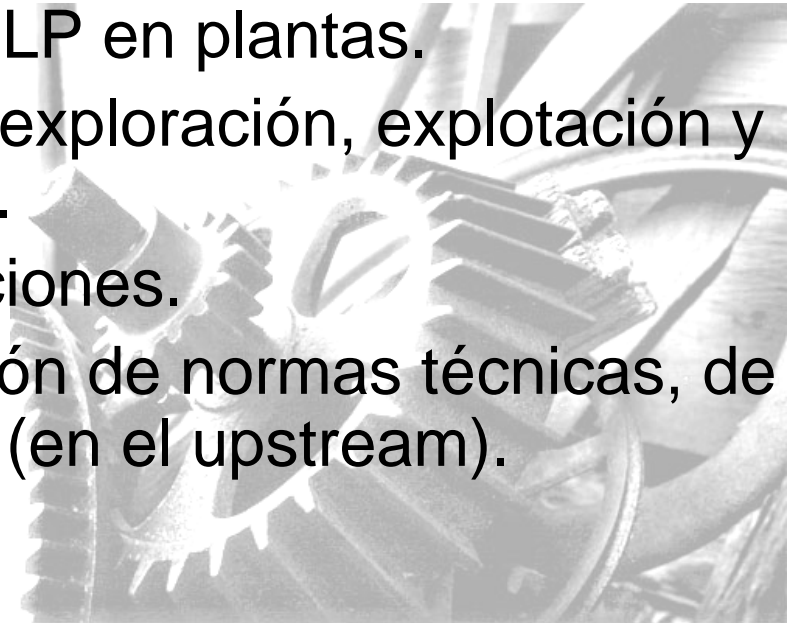 LP en plantas.
exploración, explotación y
.
ciones.
ón de normas técnicas, de
(en el upstream).